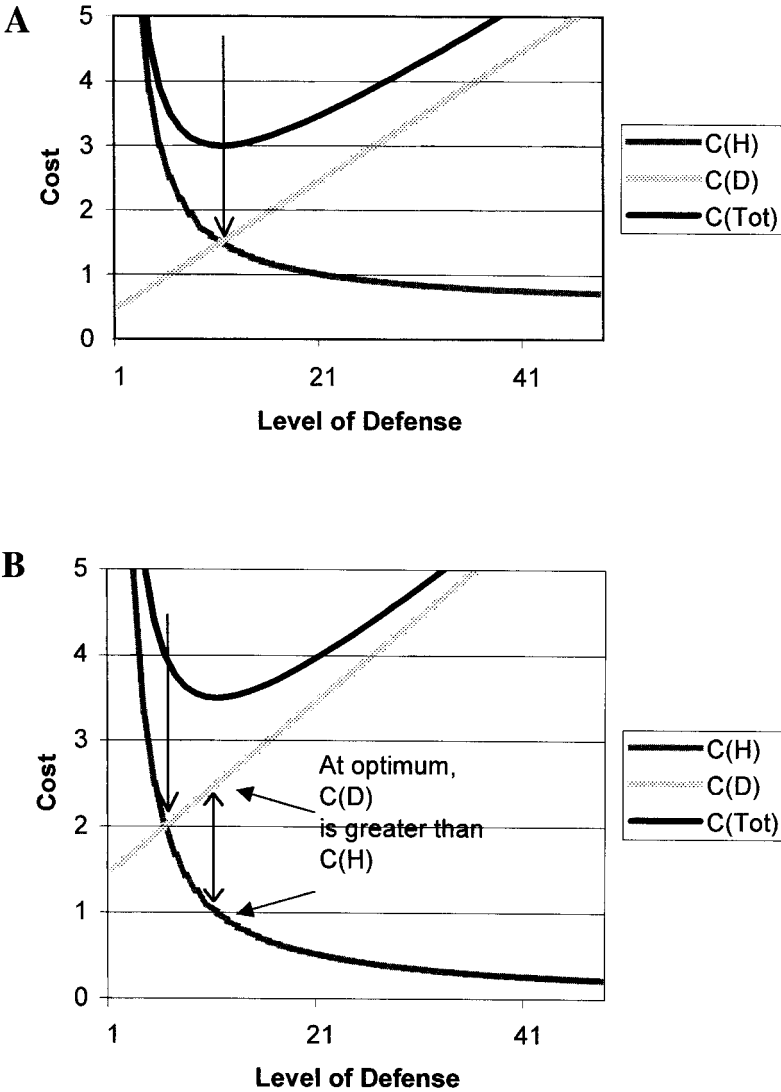 A
5
4
3
2
1
0
Cost
1 21 41
Level of Defense
C(H)
C(D)
C(Tot)
B
5
4
3
2
1
0
Cost
At optimum,
C(D)
is greater than
C(H)
1 21 41
Level of Defense
C(H)
C(D)
C(Tot)